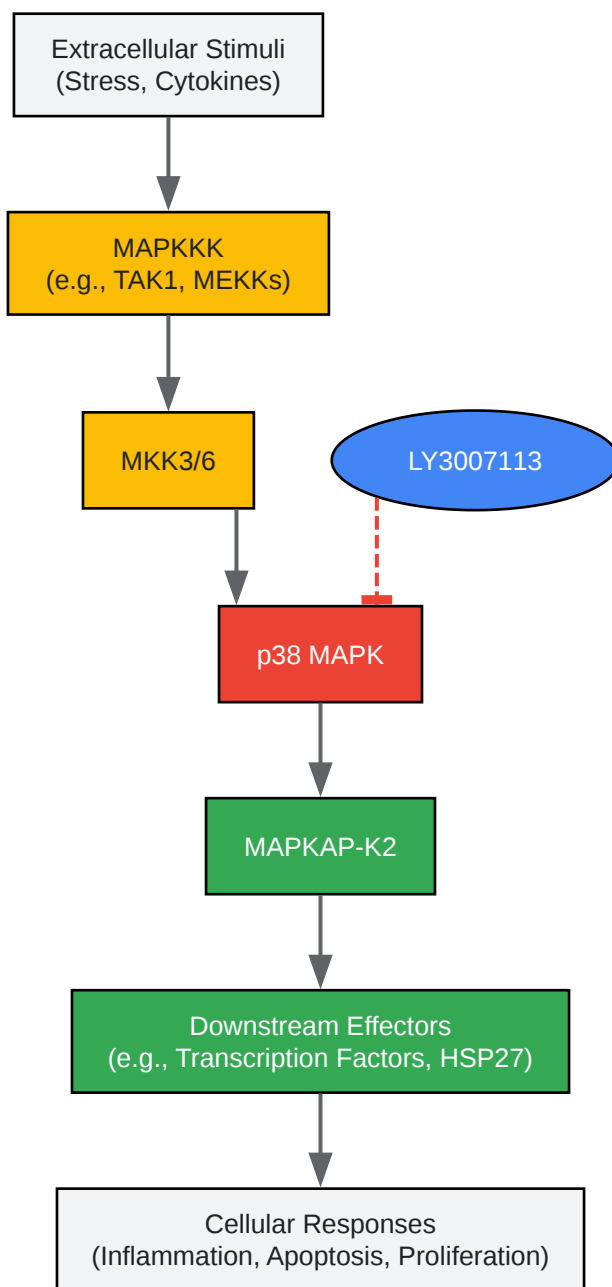 Extracellular Stimuli
(Stress, Cytokines)
MAPKKK
(e.g., TAK1, MEKKs)
MKK3/6
LY3007113
p38 MAPK
MAPKAP-K2
Downstream Effectors
(e.g., Transcription Factors, HSP27)
Cellular Responses
(Inflammation, Apoptosis, Proliferation)